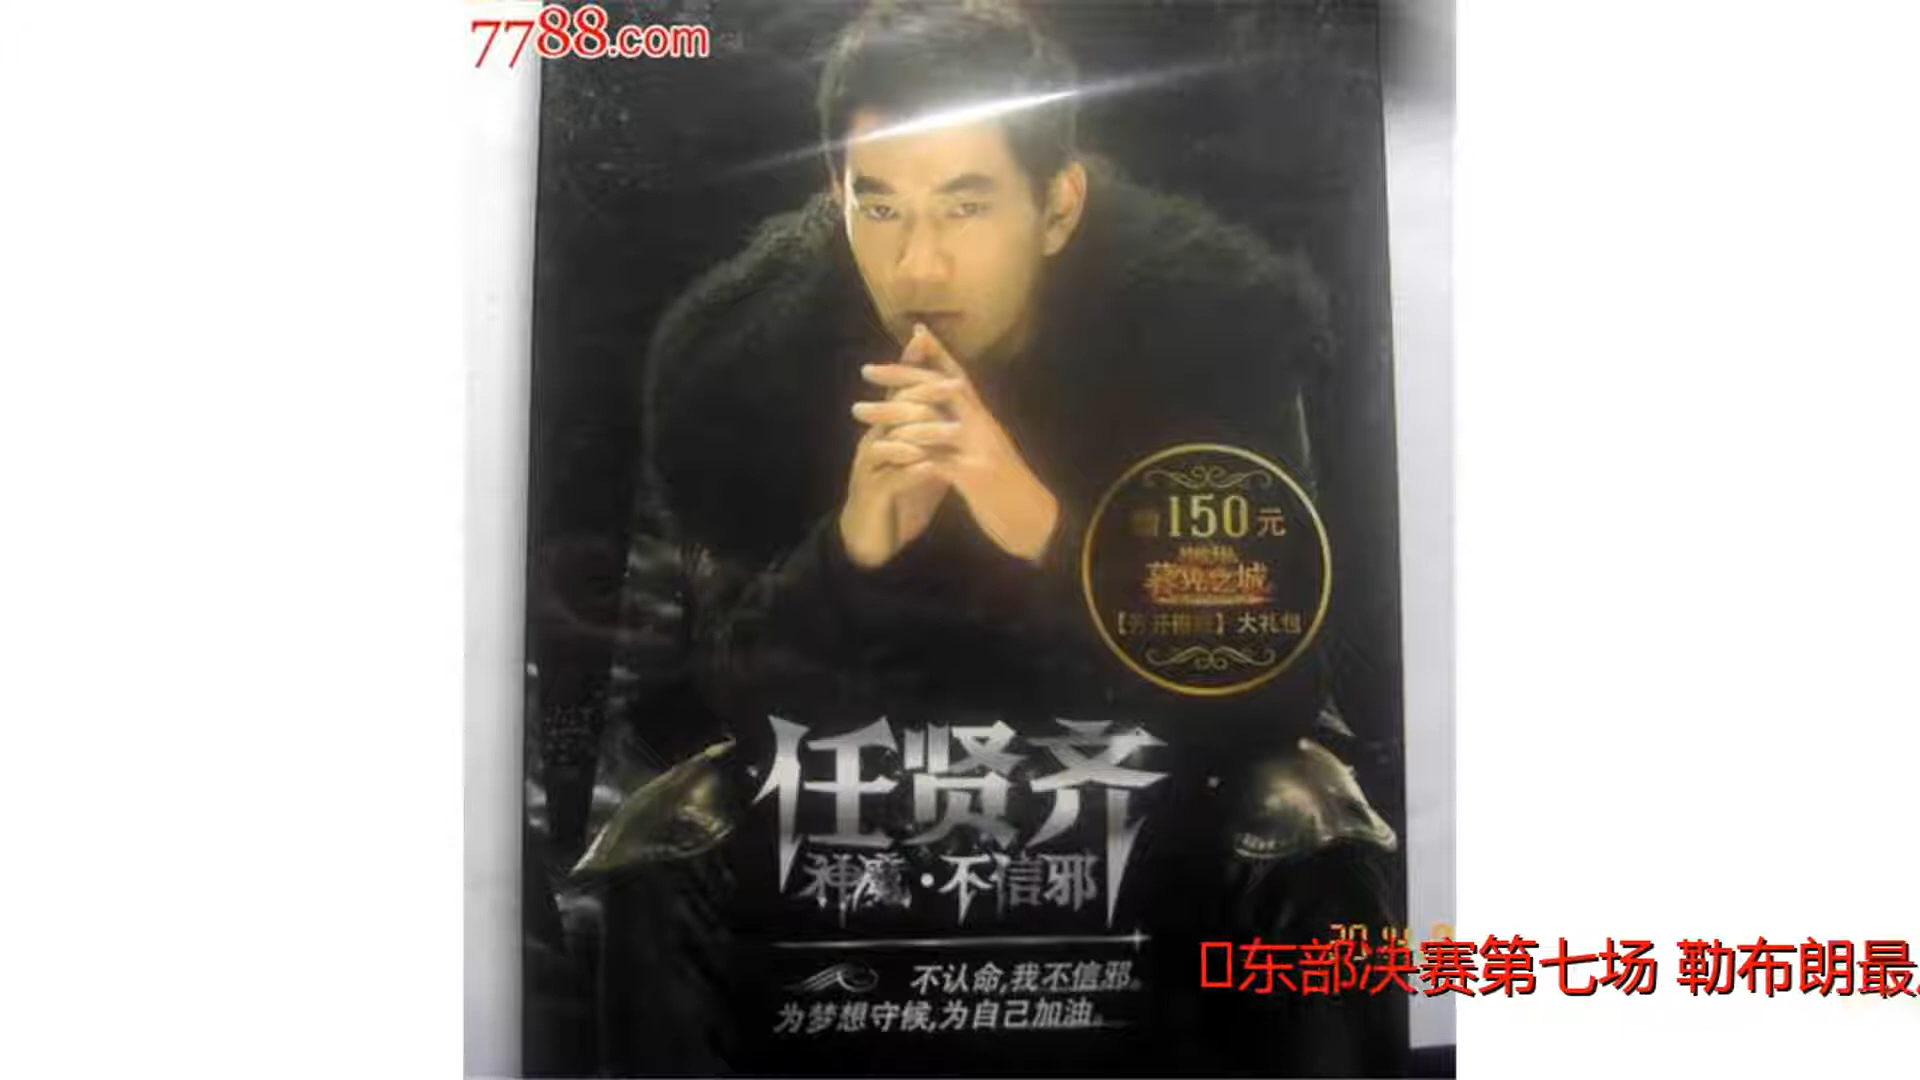 7788.com
150元
之城
大礼包
任贤齐
神魔·不信邪
不认命,我不信邪。
为梦想守候,为自己加油。
东部决赛第七场 勒布朗最